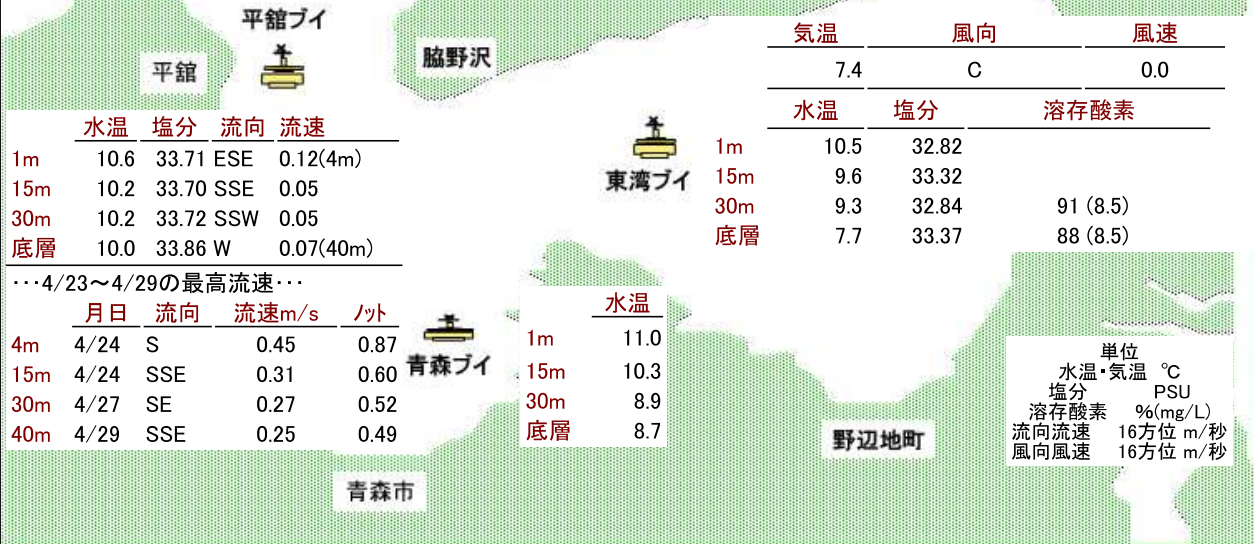 平舘ブイ
平舘
脇野沢
水温 塩分 流向 流速
1m 10.6 33.71 ESE 0.12(4m)
15m 10.2 33.70 SSE 0.05
30m 10.2 33.72 SSW 0.05
底層 10.0 33.86 W 0.07(40m)
…4/23～4/29の最高流速…
月日 流向 流速m/s ノット
4m 4/24 S 0.45 0.87
15m 4/24 SSE 0.31 0.60
30m 4/27 SE 0.27 0.52
40m 4/29 SSE 0.25 0.49
気温 風向 風速
7.4 C 0.0
東湾ブイ
水温 塩分 溶存酸素
1m 10.5 32.82
15m 9.6 33.32
30m 9.3 32.84 91 (8.5)
底層 7.7 33.37 88 (8.5)
青森ブイ
水温
1m 11.0
15m 10.3
30m 8.9
底層 8.7
青森市
野辺地町
単位
水温・気温 ℃
塩分 PSU
溶存酸素 %(mg/L)
流向流速 16方位 m/秒
風向風速 16方位 m/秒